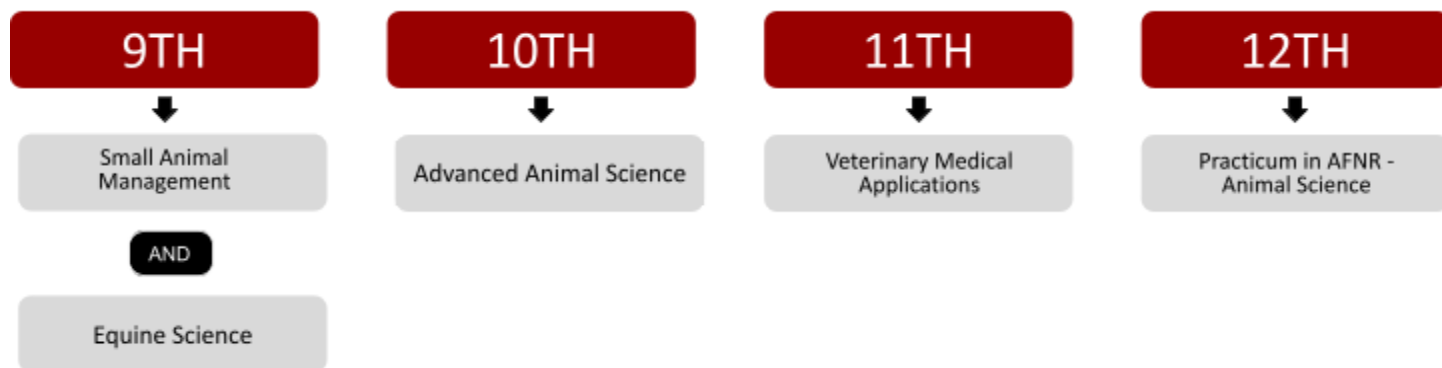 9TH
Small Animal
Management
AND
Equine Science
10TH
Advanced Animal Science
11TH
Veterinary Medical
Applications
12TH
Practicum in AFNR -
Animal Science